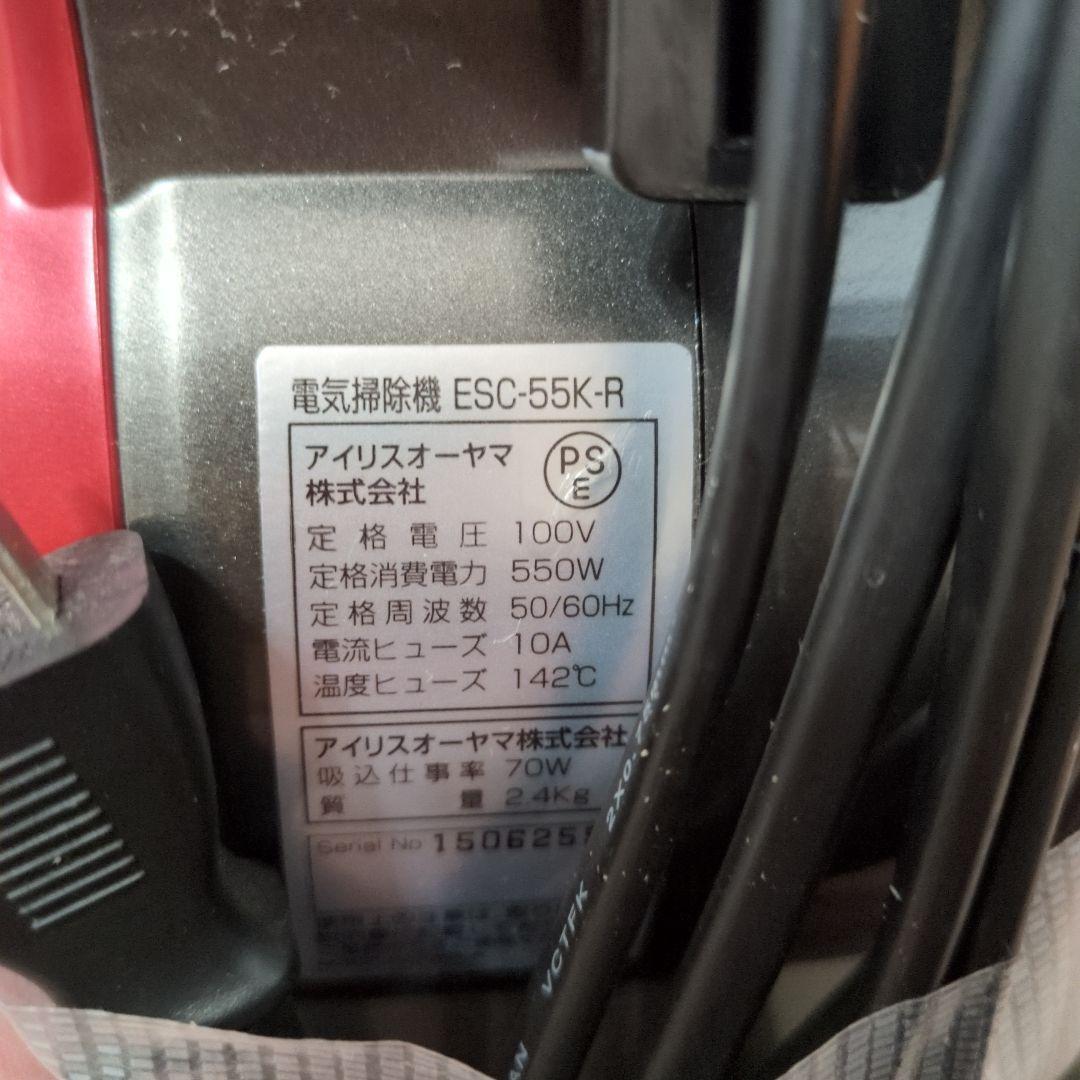 電気掃除機 ESC-55K-R
アイリスオーヤマ
株式会社
PS
E
定格電圧 100V
定格消費電力 550W
定格周波数 50/60Hz
電流ヒューズ 10A
温度ヒューズ 142℃
アイリスオーヤマ株式会社
吸込仕事率 70W
質量 2.4Kg
Serial No 150625
VCTFK 2X0.